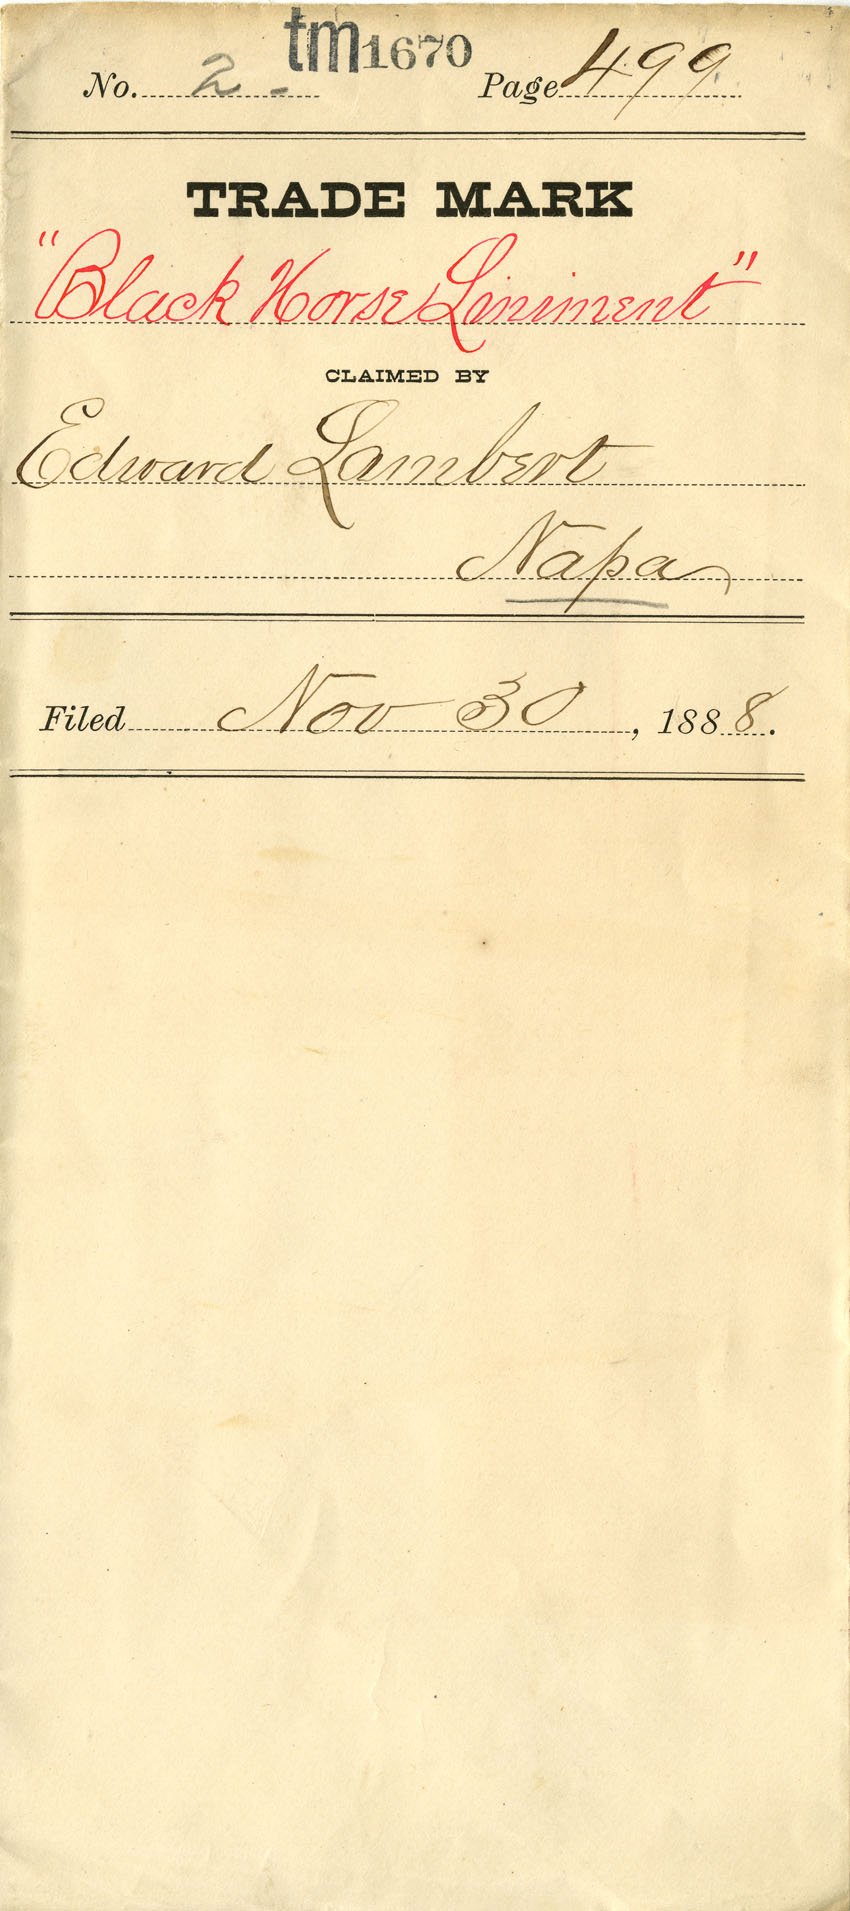 tm1670
No. 2 - Page 499
TRADE MARK
"Black Horse Liniment"
CLAIMED BY
Edward Lambert
Napa
Filed Nov 30, 1888.